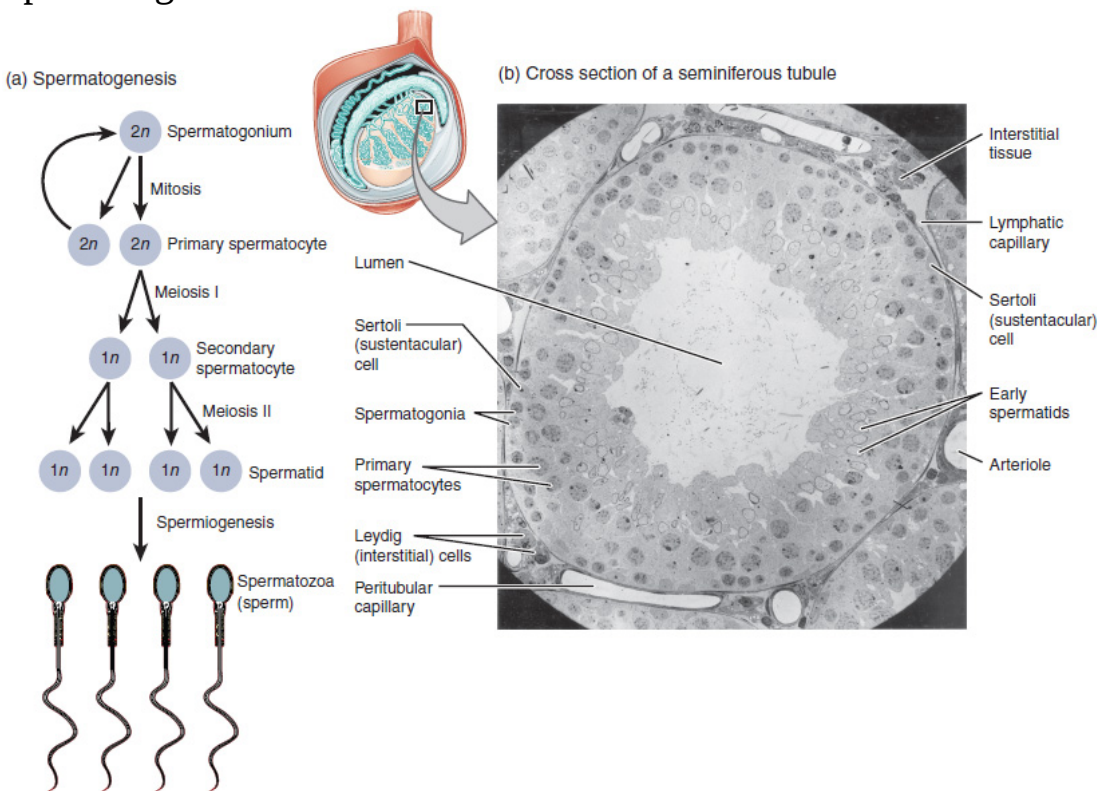 (a) Spermatogenesis
2n
Spermatogonium
Mitosis
2n
2n
Primary spermatocyte
Meiosis I
1n
1n
Secondary
spermatocyte
Meiosis II
1n
1n
1n
1n
Spermatid
Spermiogenesis
Spermatozoa
(sperm)
(b) Cross section of a seminiferous tubule
Lumen
Sertoli
(sustentacular)
cell
Spermatogonia
Primary
spermatocytes
Leydig
(interstitial) cells
Peritubular
capillary
Interstitial
tissue
Lymphatic
capillary
Sertoli
(sustentacular)
cell
Early
spermatids
Arteriole